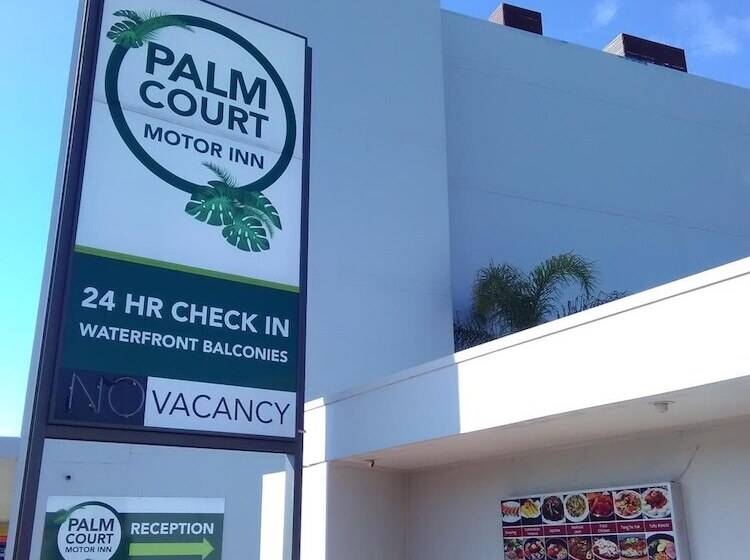 PALM
COURT
MOTOR INN
24 HR CHECK IN
WATERFRONT BALCONIES
NO VACANCY
PALM
COURT
MOTOR INN
RECEPTION